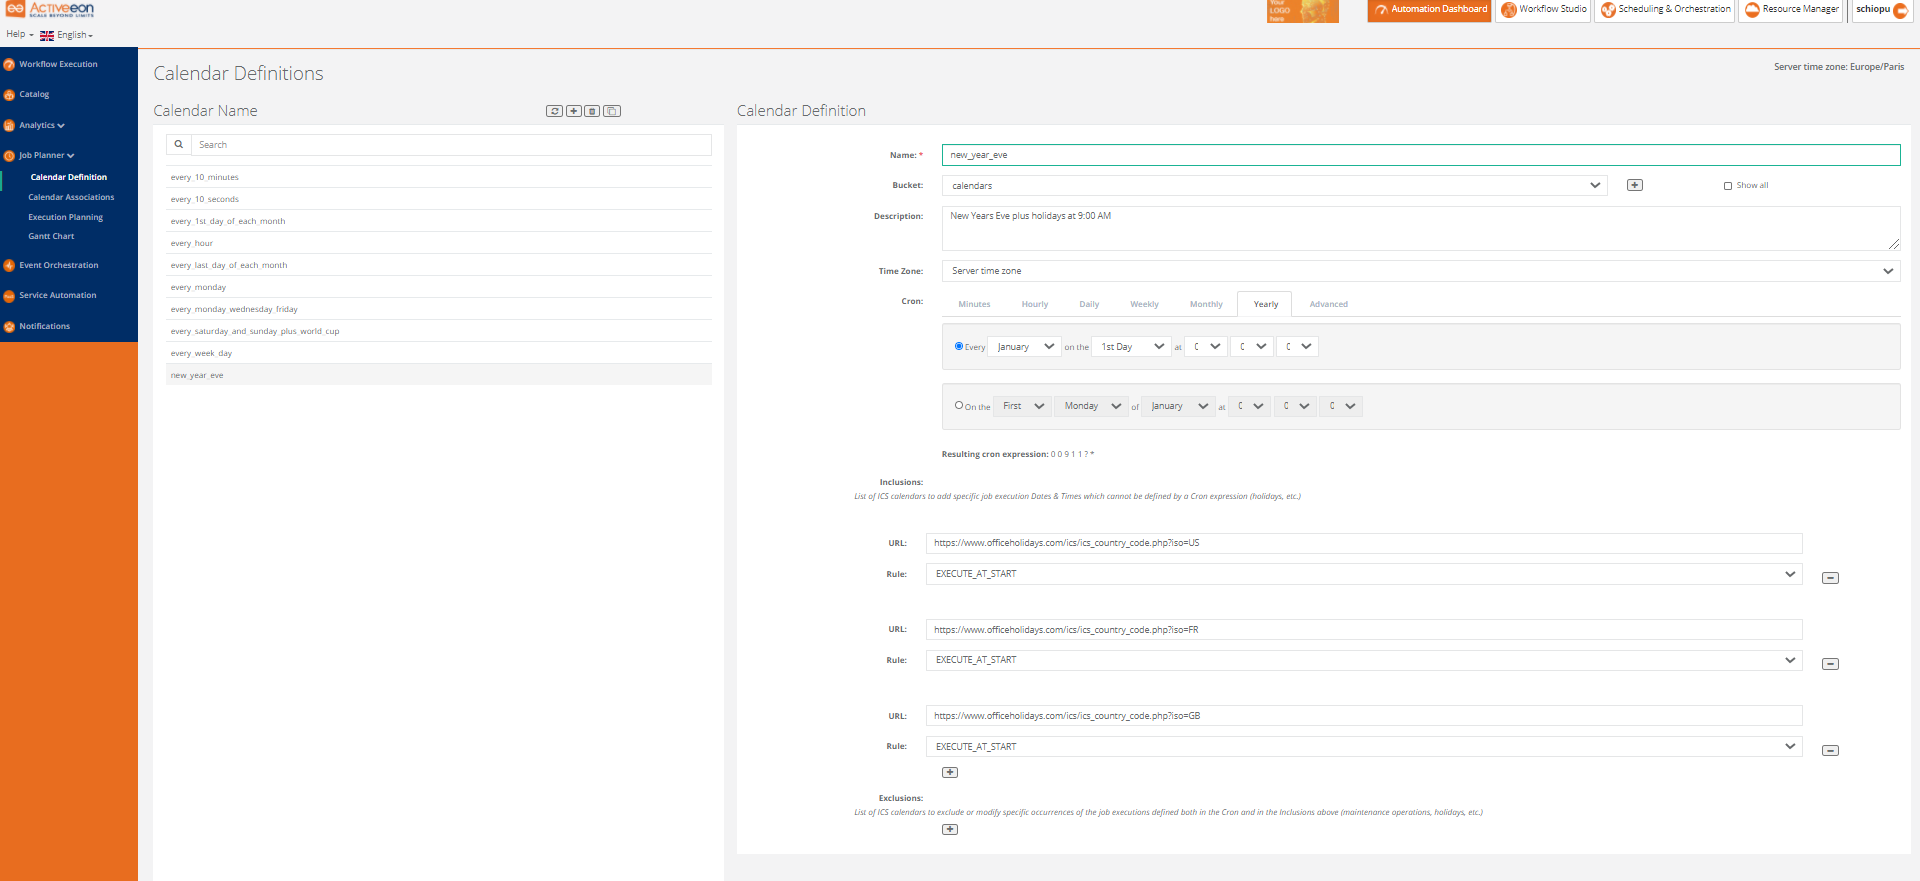 Activeeon
SCALE BEYOND LIMITS
Your LOGO here
Automation Dashboard
Workflow Studio
Scheduling & Orchestration
Resource Manager
schiopu
Help
English
Workflow Execution
Catalog
Analytics
Job Planner
Calendar Definition
Calendar Associations
Execution Planning
Gantt Chart
Event Orchestration
Service Automation
Notifications
Calendar Definitions
Server time zone: Europe/Paris
Calendar Name
Search
every_10_minutes
every_10_seconds
every_1st_day_of_each_month
every_hour
every_last_day_of_each_month
every_monday
every_monday_wednesday_friday
every_saturday_and_sunday_plus_world_cup
every_week_day
new_year_eve
Calendar Definition
Name: * new_year_eve
Bucket: calendars Show all
Description: New Years Eve plus holidays at 9:00 AM
Time Zone: Server time zone
Cron: Minutes Hourly Daily Weekly Monthly Yearly Advanced
Every January on the 1st Day at
On the First Monday of January at
Resulting cron expression: 0 0 9 1 1 ? *
Inclusions:
List of ICS calendars to add specific job execution Dates & Times which cannot be defined by a Cron expression (holidays, etc.)
URL: https://www.officeholidays.com/ics/ics_country_code.php?iso=US
Rule: EXECUTE_AT_START
URL: https://www.officeholidays.com/ics/ics_country_code.php?iso=FR
Rule: EXECUTE_AT_START
URL: https://www.officeholidays.com/ics/ics_country_code.php?iso=GB
Rule: EXECUTE_AT_START
Exclusions:
List of ICS calendars to exclude or modify specific occurrences of the job executions defined both in the Cron and in the Inclusions above (maintenance operations, holidays, etc.)